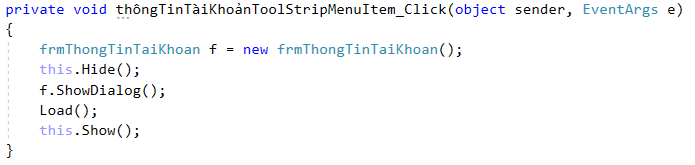 private void thôngTinTàiKhoảnToolStripMenuItem_Click(object sender, EventArgs e)
{
frmThongTinTaiKhoan f = new frmThongTinTaiKhoan();
this.Hide();
f.ShowDialog();
Load();
this.Show();
}